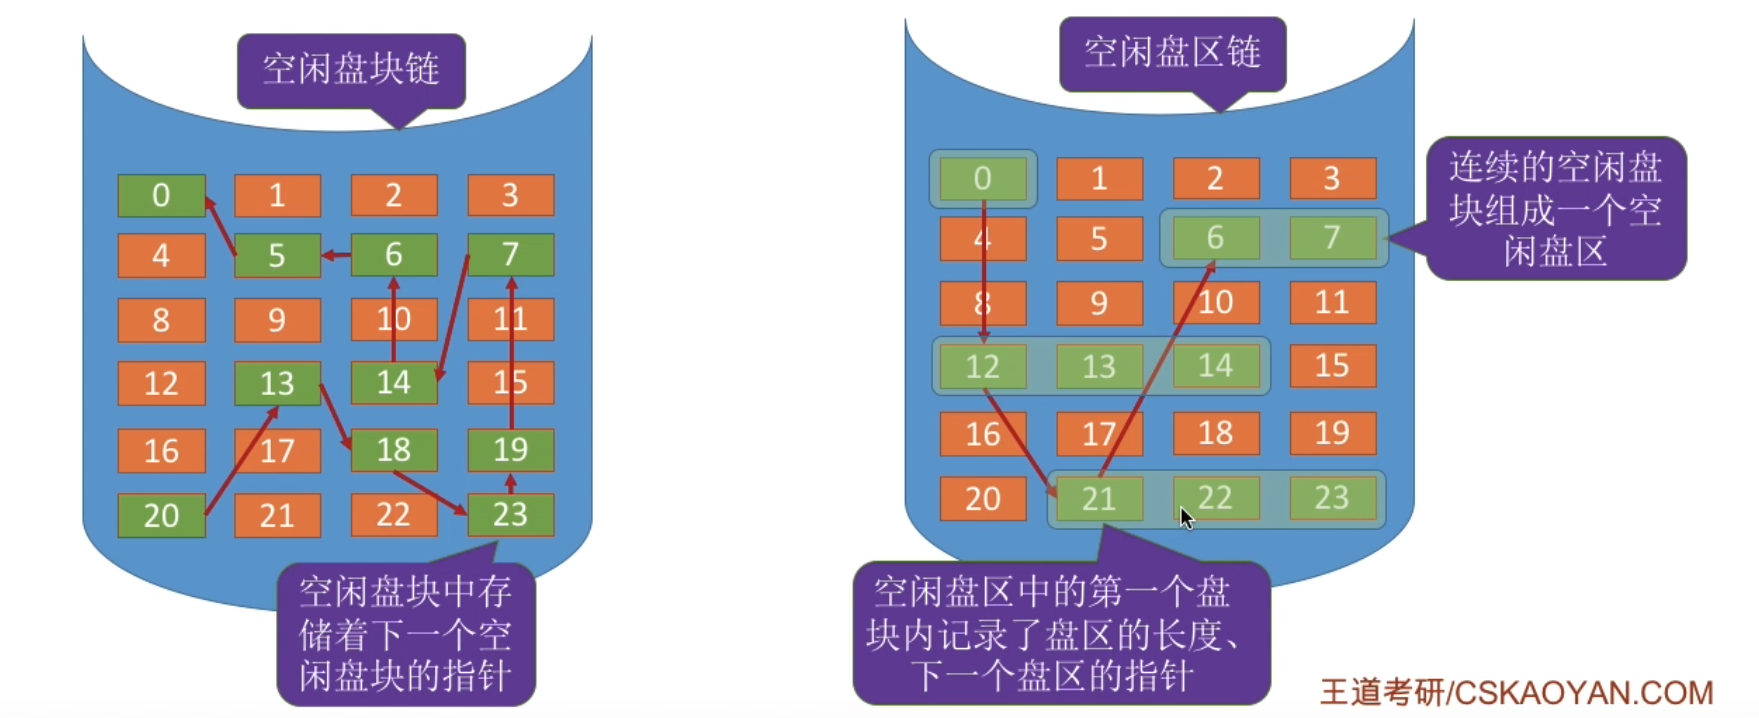 空闲盘块链
0 1 2 3
4 5 6 7
8 9 10 11
12 13 14 15
16 17 18 19
20 21 22 23
空闲盘块中存
储着下一个空
闲盘块的指针
空闲盘区链
0 1 2 3
4 5 6 7
8 9 10 11
12 13 14 15
16 17 18 19
20 21 22 23
连续的空闲盘
块组成一个空
闲盘区
空闲盘区中的第一个盘
块内记录了盘区的长度、
下一个盘区的指针
王道考研/CSKAOYAN.COM